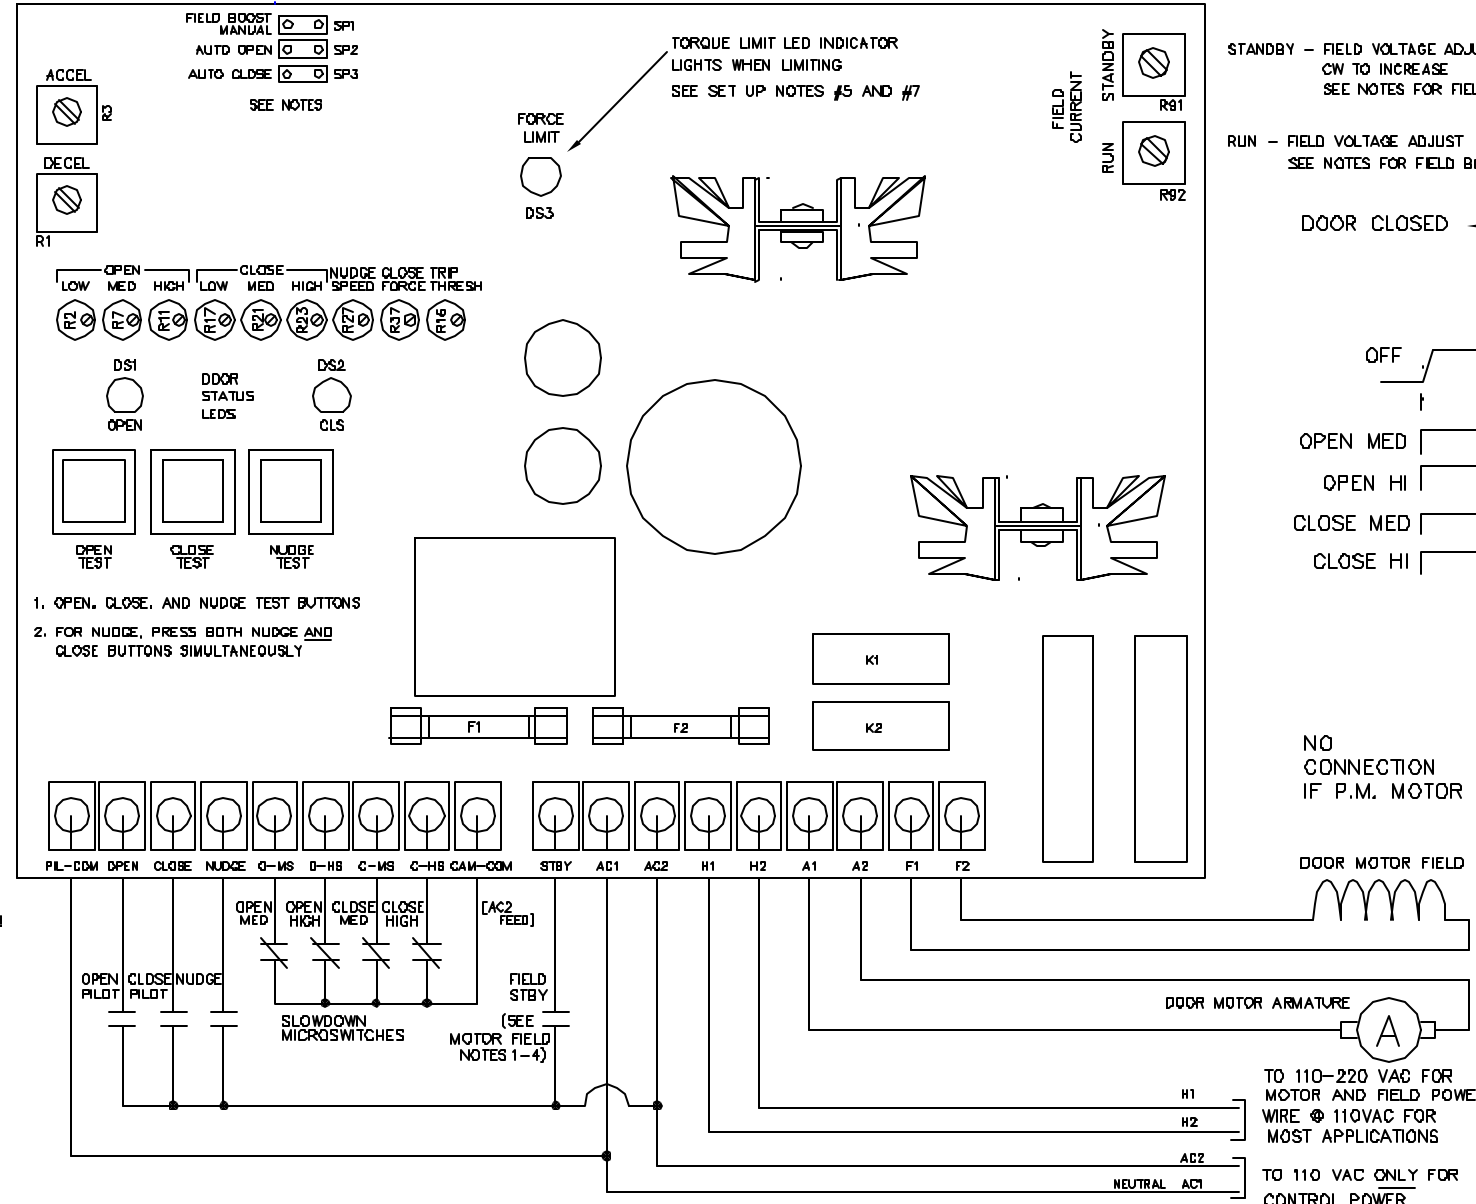 FIELD BOOST
MANUAL
SP1
AUTO OPEN
SP2
AUTO CLOSE
SP3
SEE NOTES
ACCEL
R3
DECEL
R1
TORQUE LIMIT LED INDICATOR
LIGHTS WHEN LIMITING
SEE SET UP NOTES #5 AND #7
FORCE
LIMIT
DS3
FIELD
CURRENT
STANDBY
R91
RUN
R92
STANDBY – FIELD VOLTAGE
CW TO INCREASE
SEE NOTES FOR
RUN – FIELD VOLTAGE ADJUST
SEE NOTES FOR FIELD
DOOR CLOSED
OPEN
CLOSE
NUDGE CLOSE TRIP
LOW MED HIGH LOW MED HIGH SPEED FORCE THRESH
R2 R7 R11 R17 R21 R23 R27 R37 R16
DS1
DS2
DOOR
STATUS
LEDS
OPEN
CLS
OPEN
TEST
CLOSE
TEST
NUDGE
TEST
1. OPEN, CLOSE, AND NUDGE TEST BUTTONS
2. FOR NUDGE, PRESS BOTH NUDGE AND
CLOSE BUTTONS SIMULTANEOUSLY
OFF
OPEN MED
OPEN HI
CLOSE MED
CLOSE HI
K1
K2
F1
F2
NO
CONNECTION
IF P.M. MOTOR
PIL-COM OPEN CLOSE NUDGE O-MS O-HS C-MS C-HS CAM-COM STBY AC1 AC2 H1 H2 A1 A2 F1 F2
DOOR MOTOR FIELD
OPEN
MED
OPEN
HIGH
CLOSE
MED
CLOSE
HIGH
[AC2
FEED]
OPEN
PILOT
CLOSE
PILOT
NUDGE
SLOWDOWN
MICROSWITCHES
FIELD
STBY
(SEE
MOTOR FIELD
NOTES 1-4)
DOOR MOTOR ARMATURE
A
TO 110-220 VAC FOR
MOTOR AND FIELD
WIRE @ 110VAC FOR
MOST APPLICATIONS
H1
H2
AC2
NEUTRAL AC1
TO 110 VAC ONLY FOR
CONTROL POWER